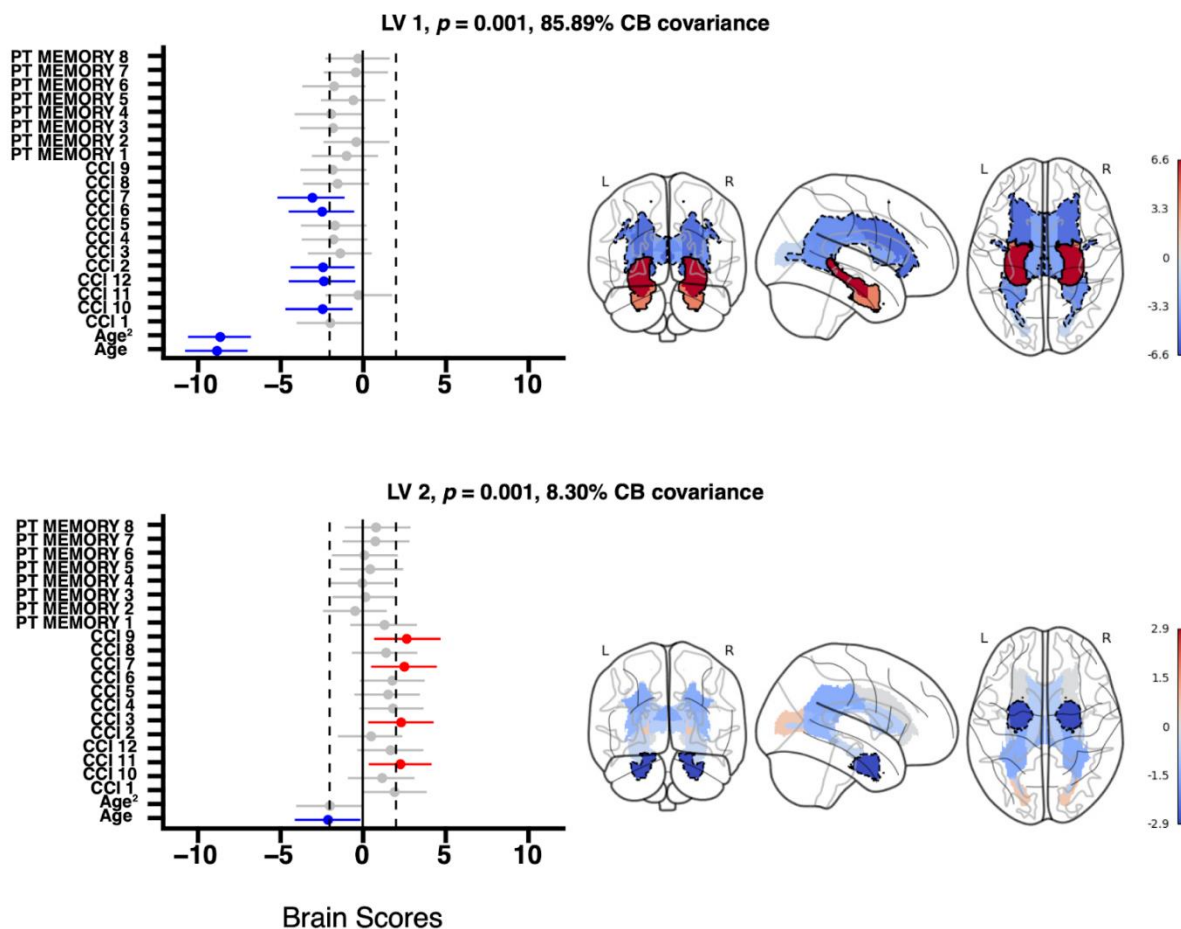 LV 1, p = 0.001, 85.89% CB covariance
PT MEMORY 8
PT MEMORY 7
PT MEMORY 6
PT MEMORY 5
PT MEMORY 4
PT MEMORY 3
PT MEMORY 2
PT MEMORY 1
CCI 9
CCI 8
CCI 7
CCI 6
CCI 5
CCI 4
CCI 3
CCI 2
CCI 12
CCI 11
CCI 10
CCI 1
Age²
Age
−10 −5 0 5 10
L R L R
6.6
3.3
0
-3.3
-6.6
LV 2, p = 0.001, 8.30% CB covariance
PT MEMORY 8
PT MEMORY 7
PT MEMORY 6
PT MEMORY 5
PT MEMORY 4
PT MEMORY 3
PT MEMORY 2
PT MEMORY 1
CCI 9
CCI 8
CCI 7
CCI 6
CCI 5
CCI 4
CCI 3
CCI 2
CCI 12
CCI 11
CCI 10
CCI 1
Age²
Age
−10 −5 0 5 10
L R L R
2.9
1.5
0
-1.5
-2.9
Brain Scores